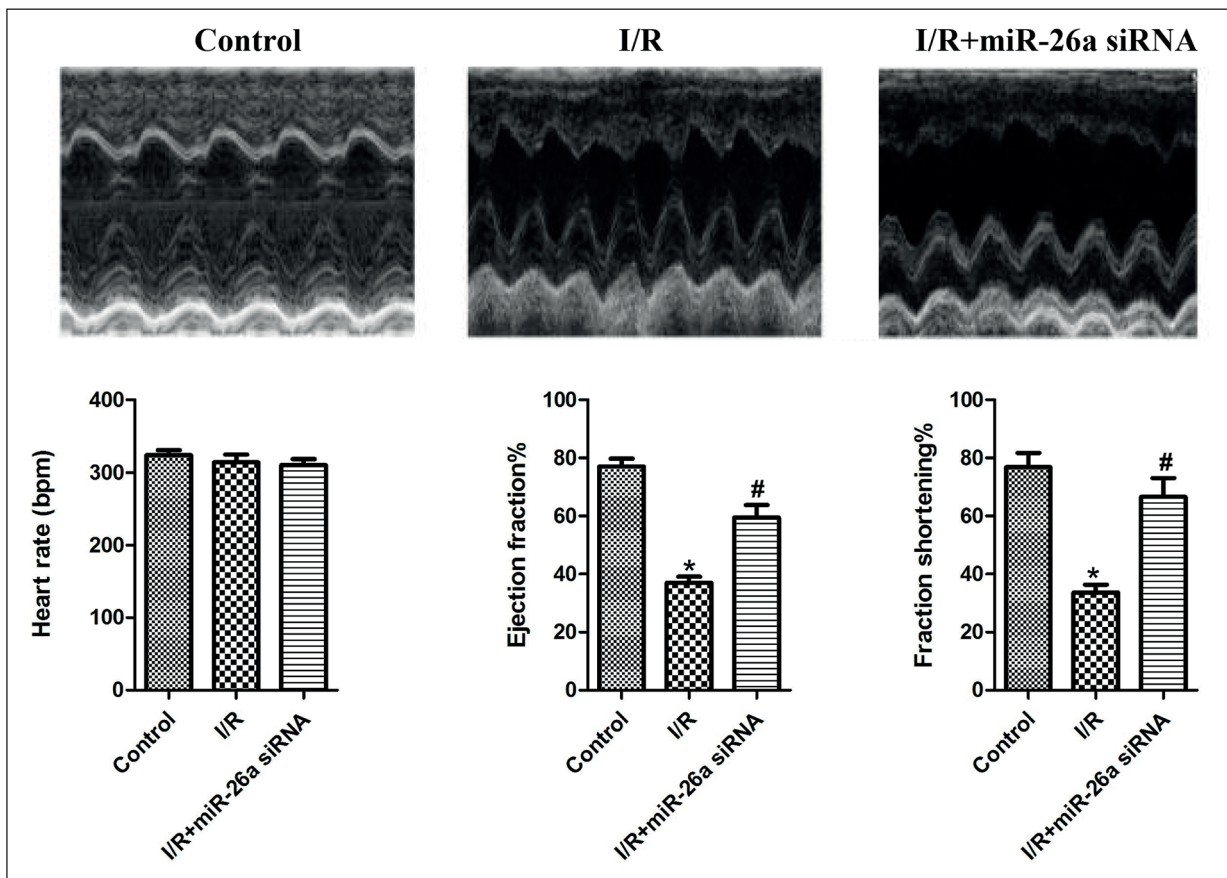 Control
I/R
I/R+miR-26a siRNA
Heart rate (bpm)
400
300
200
100
0
Control
I/R
I/R+miR-26a siRNA
Ejection fraction%
100
80
60
40
20
0
*
#
Control
I/R
I/R+miR-26a siRNA
Fraction shortening%
100
80
60
40
20
0
*
#
Control
I/R
I/R+miR-26a siRNA